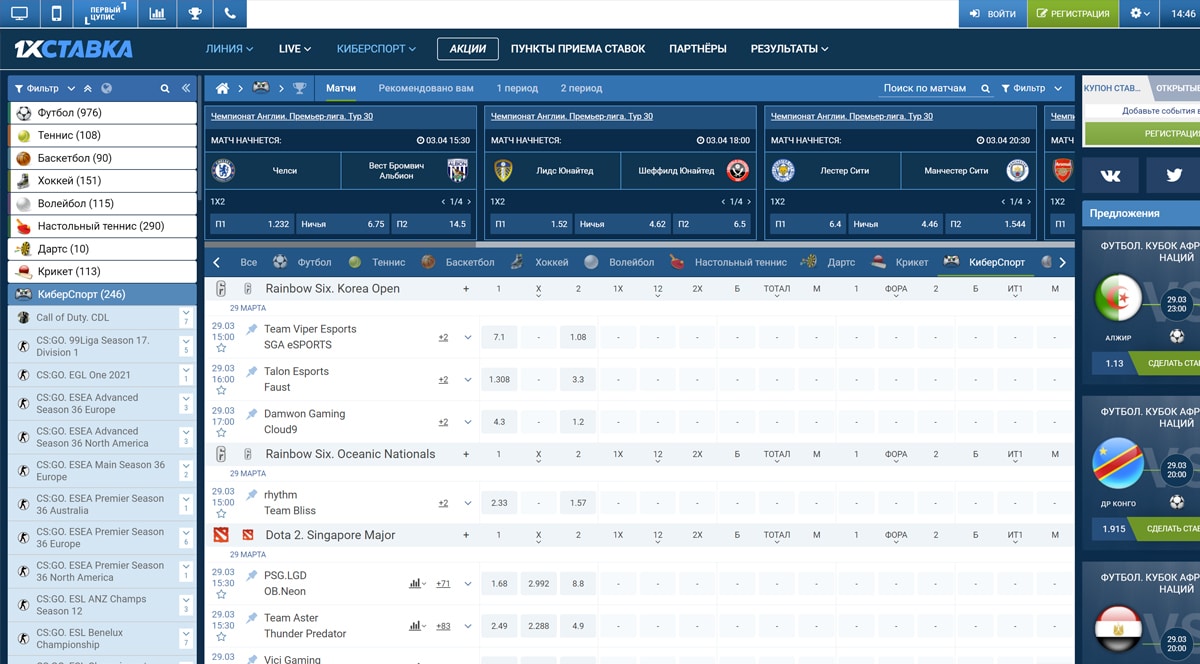 ПЕРВЫЙ
ЦУПИС
ВОЙТИ
РЕГИСТРАЦИЯ
14:46
1XСТАВКА
ЛИНИЯ LIVE КИБЕРСПОРТ АКЦИИ ПУНКТЫ ПРИЕМА СТАВОК ПАРТНЁРЫ РЕЗУЛЬТАТЫ
Фильтр
Футбол (976)
Теннис (108)
Баскетбол (90)
Хоккей (151)
Волейбол (115)
Настольный теннис (290)
Дартс (10)
Крикет (113)
КиберСпорт (246)
Call of Duty. CDL
7
CS:GO. 99Liga Season 17.
Division 1
5
CS:GO. EGL One 2021
1
CS:GO. ESEA Advanced
Season 36 Europe
3
CS:GO. ESEA Advanced
Season 36 North America
3
CS:GO. ESEA Main Season 36
Europe
2
CS:GO. ESEA Premier Season
36 Australia
1
CS:GO. ESEA Premier Season
36 Europe
6
CS:GO. ESEA Premier Season
36 North America
1
CS:GO. ESL ANZ Champs
Season 12
3
CS:GO. ESL Benelux
Championship
7
Матчи Рекомендовано вам 1 период 2 период Поиск по матчам Фильтр
Чемпионат Англии. Премьер-лига. Тур 30
МАТЧ НАЧНЕТСЯ: 03.04 15:30
Челси
Вест Бромвич
Альбион
1X2 1/4
П1 1.232 Ничья 6.75 П2 14.5
Чемпионат Англии. Премьер-лига. Тур 30
МАТЧ НАЧНЕТСЯ: 03.04 18:00
Лидс Юнайтед
Шеффилд Юнайтед
1X2 1/4
П1 1.52 Ничья 4.62 П2 6.5
Чемпионат Англии. Премьер-лига. Тур 30
МАТЧ НАЧНЕТСЯ: 03.04 20:30
Лестер Сити
Манчестер Сити
1X2 1/4
П1 6.4 Ничья 4.46 П2 1.544
Чемпи
МАТЧ
1X2
П1
Все Футбол Теннис Баскетбол Хоккей Волейбол Настольный теннис Дартс Крикет КиберСпорт
Rainbow Six. Korea Open + 1 X 2 1X 12 2X Б ТОТАЛ М 1 ФОРА 2 Б ИТ1 М
29 МАРТА
29.03
15:00
Team Viper Esports
SGA eSPORTS
+2 7.1 - 1.08 - - - - - - - - - - - -
29.03
16:00
Talon Esports
Faust
+2 1.308 - 3.3 - - - - - - - - - - - -
29.03
17:00
Damwon Gaming
Cloud9
+2 4.3 - 1.2 - - - - - - - - - - - -
Rainbow Six. Oceanic Nationals + 1 X 2 1X 12 2X Б ТОТАЛ М 1 ФОРА 2 Б ИТ1 М
29 МАРТА
29.03
15:00
rhythm
Team Bliss
+2 2.33 - 1.57 - - - - - - - - - - - -
Dota 2. Singapore Major + 1 X 2 1X 12 2X Б ТОТАЛ М 1 ФОРА 2 Б ИТ1 М
29 МАРТА
29.03
15:30
PSG.LGD
OB.Neon
+71 1.68 2.992 8.8 - - - - - - - - - - - -
29.03
15:30
Team Aster
Thunder Predator
+83 2.49 2.288 4.9 - - - - - - - - - - - -
29.03
Vici Gaming
КУПОН СТАВ... ОТКРЫТЫЕ
Добавьте события в
РЕГИСТРАЦИ
Предложения
ФУТБОЛ. КУБОК АФР
НАЦИЙ
VS
29.03
23:00
АЛЖИР
1.13 СДЕЛАТЬ СТАВ
ФУТБОЛ. КУБОК АФР
НАЦИЙ
VS
29.03
20:00
ДР КОНГО
1.915 СДЕЛАТЬ СТАВ
ФУТБОЛ. КУБОК АФР
НАЦИЙ
VS
29.03
20:00